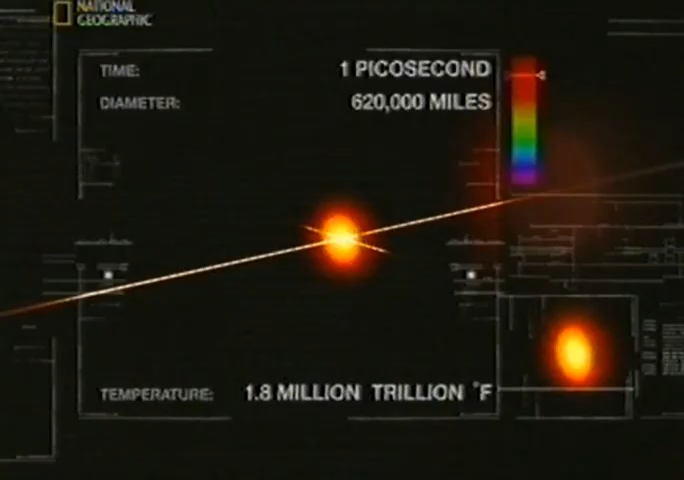 NATIONAL
GEOGRAPHIC
TIME: 1 PICOSECOND
DIAMETER: 620,000 MILES
TEMPERATURE: 1.8 MILLION TRILLION °F